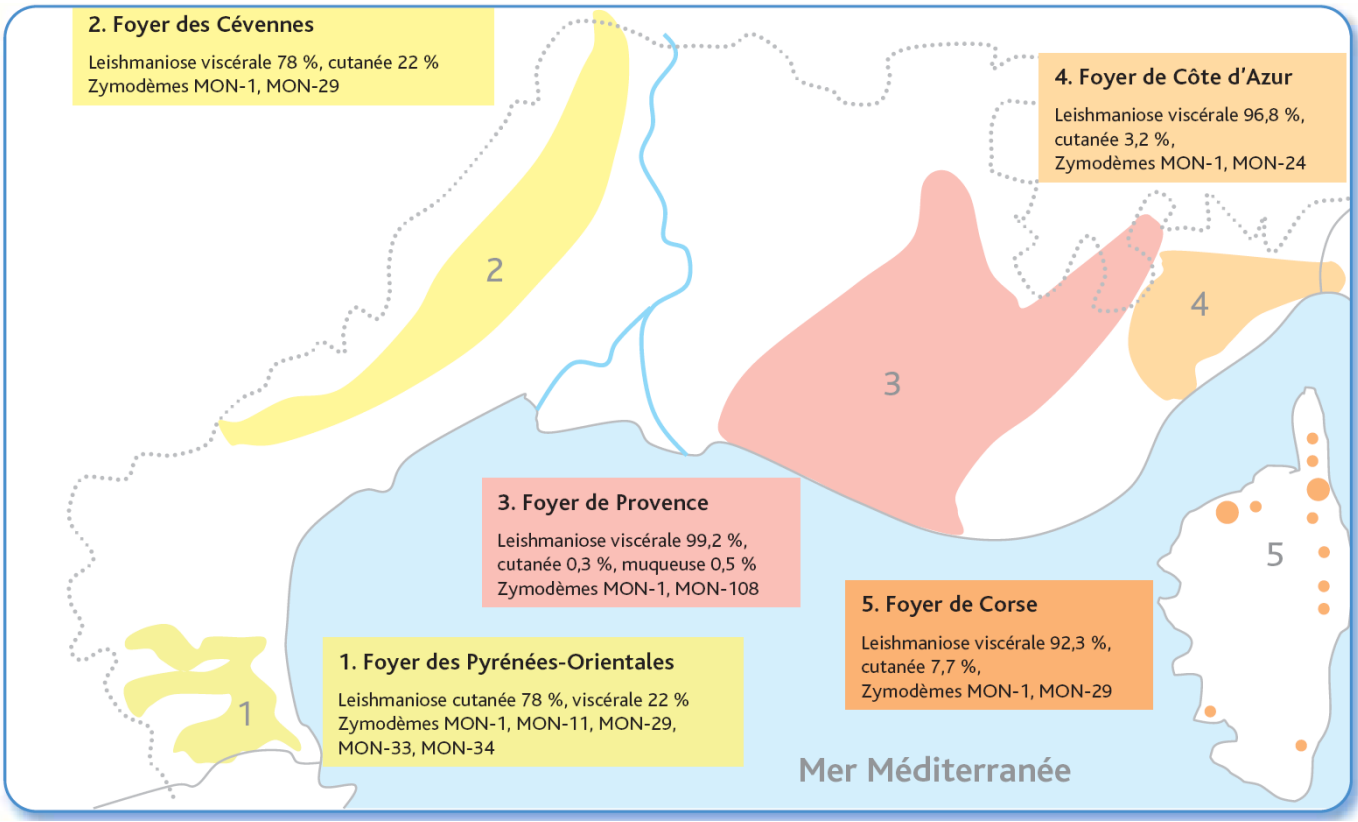 2. Foyer des Cévennes
Leishmaniose viscérale 78 %, cutanée 22 %
Zymodèmes MON-1, MON-29
4. Foyer de Côte d'Azur
Leishmaniose viscérale 96,8 %,
cutanée 3,2 %,
Zymodèmes MON-1, MON-24
2
4
3
3. Foyer de Provence
Leishmaniose viscérale 99,2 %,
cutanée 0,3 %, muqueuse 0,5 %
Zymodèmes MON-1, MON-108
5
5. Foyer de Corse
Leishmaniose viscérale 92,3 %,
cutanée 7,7 %,
Zymodèmes MON-1, MON-29
1. Foyer des Pyrénées-Orientales
Leishmaniose cutanée 78 %, viscérale 22 %
Zymodèmes MON-1, MON-11, MON-29,
MON-33, MON-34
1
Mer Méditerranée